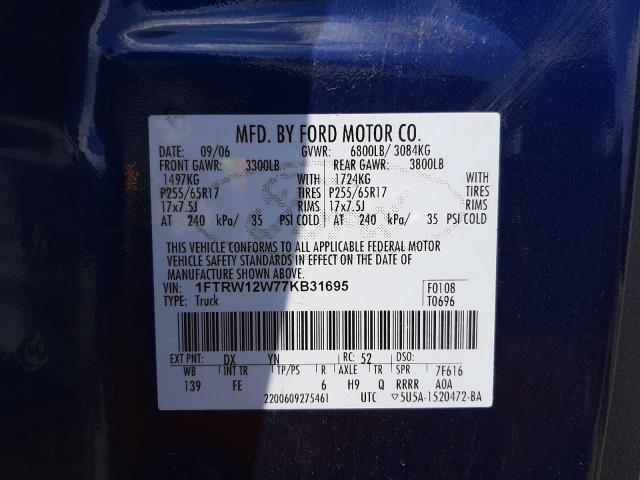 MFD. BY FORD MOTOR CO.
DATE: 09/06 GVWR: 6800LB/ 3084KG
FRONT GAWR: 3300LB REAR GAWR: 3800LB
1497KG WITH 1724KG WITH
P255/65R17 TIRES P255/65R17 TIRES
17x7.5J RIMS 17x7.5J RIMS
AT 240 kPa/ 35 PSI COLD AT 240 kPa/ 35 PSI COLD
THIS VEHICLE CONFORMS TO ALL APPLICABLE FEDERAL MOTOR
VEHICLE SAFETY STANDARDS IN EFFECT ON THE DATE OF
MANUFACTURE SHOWN ABOVE.
VIN: 1FTRW12W77KB31695 F0108
TYPE: Truck T0696
EXT PNT: DX YN RC: 52 DSO:
WB INT TR TP/PS R AXLE TR SPR 7F616
139 FE 6 H9 Q RRRR A0A
2200609275461 UTC ▽5U5A-1520472-BA